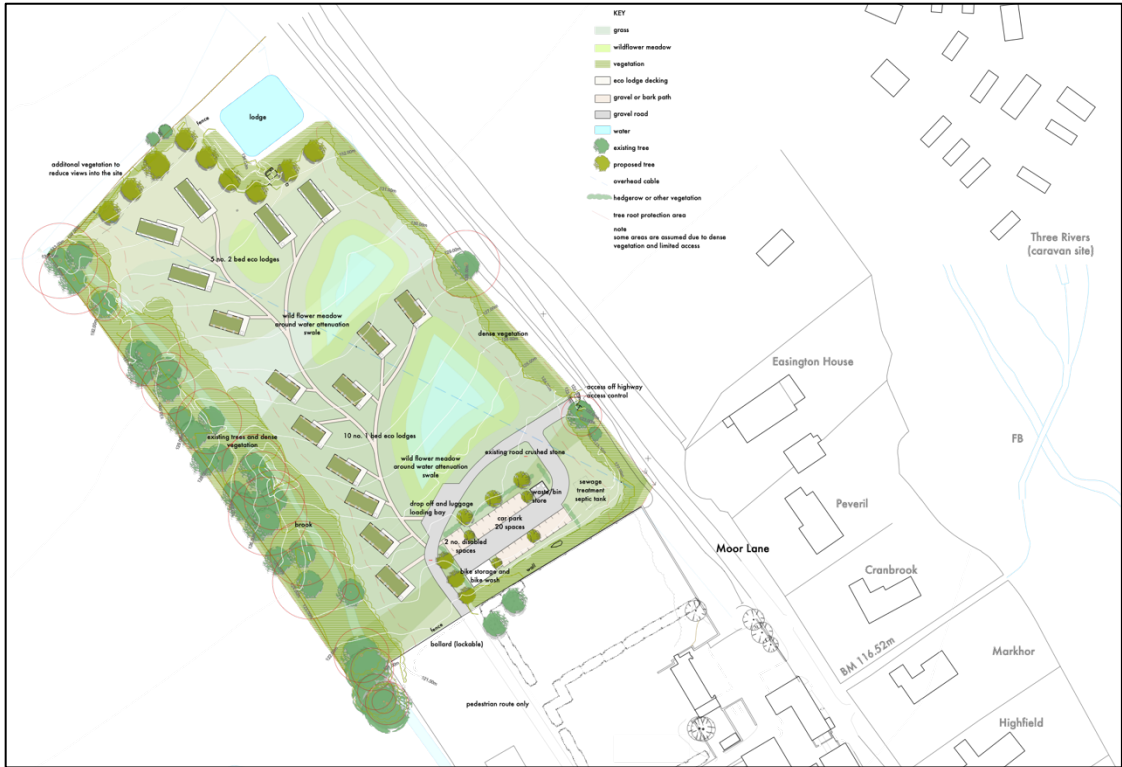 KEY
grass
wildflower meadow
vegetation
eco lodge decking
gravel or bark path
gravel road
water
existing tree
proposed tree
overhead cable
hedgerow or other vegetation
tree root protection area
note
some areas are assumed due to dense
vegetation and limited access
lodge
fence
additonal vegetation to
reduce views into the site
5 no. 2 bed eco lodges
wild flower meadow
around water attenuation
swale
dense vegetation
access off highway
access control
existing trees and dense
vegetation
10 no. 1 bed eco lodges
wild flower meadow
around water attenuation
swale
existing road crushed stone
sewage
treatment
septic tank
waste/bin
store
drop off and luggage
loading bay
car park
20 spaces
brook
2 no. disabled
spaces
bike storage and
bike wash
wall
fence
bollard (lockable)
pedestrian route only
121.00m
Three Rivers
(caravan site)
Easington House
FB
Peveril
Moor Lane
Cranbrook
BM 116.52m
Markhor
Highfield